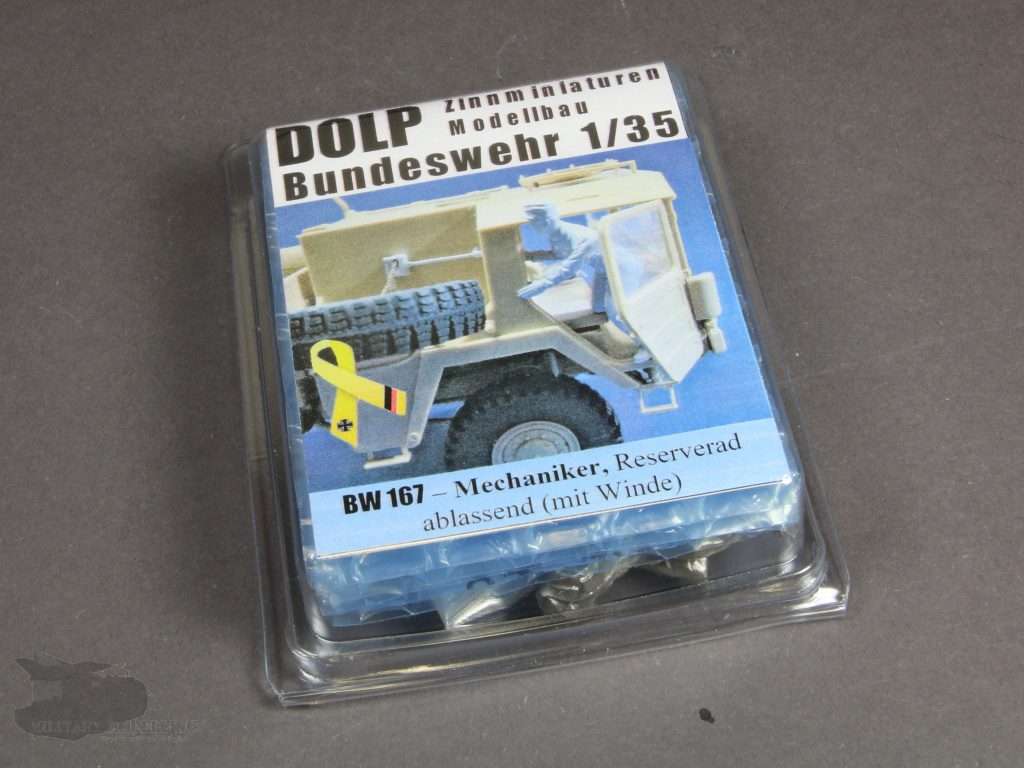 DOLP Zinnminiaturen
Modellbau
Bundeswehr 1/35
BW 167 – Mechaniker, Reserverad
ablassend (mit Winde)